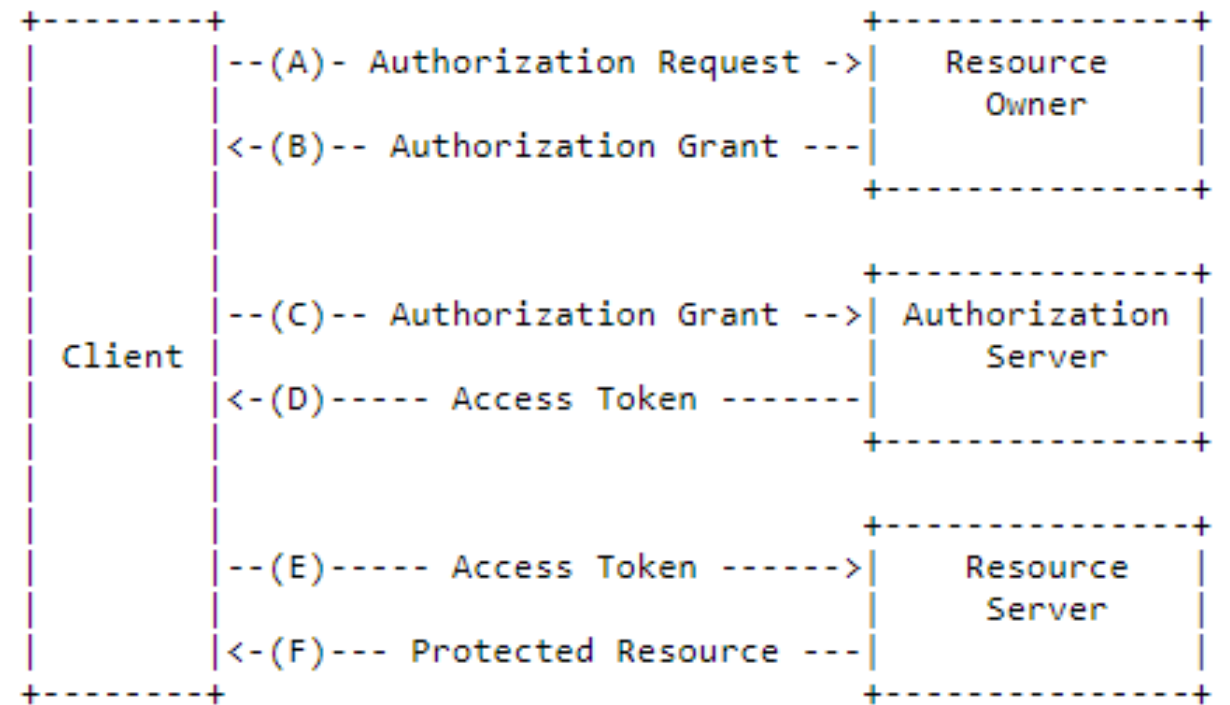 +--------+                               +---------------+
|        |--(A)- Authorization Request ->|   Resource    |
|        |                               |     Owner     |
|        |<-(B)-- Authorization Grant ---|               |
|        |                               +---------------+
|        |
|        |                               +---------------+
|        |--(C)-- Authorization Grant -->| Authorization |
| Client |                               |     Server    |
|        |<-(D)----- Access Token -------|               |
|        |                               +---------------+
|        |
|        |                               +---------------+
|        |--(E)----- Access Token ------>|    Resource   |
|        |                               |     Server    |
|        |<-(F)--- Protected Resource ---|               |
+--------+                               +---------------+